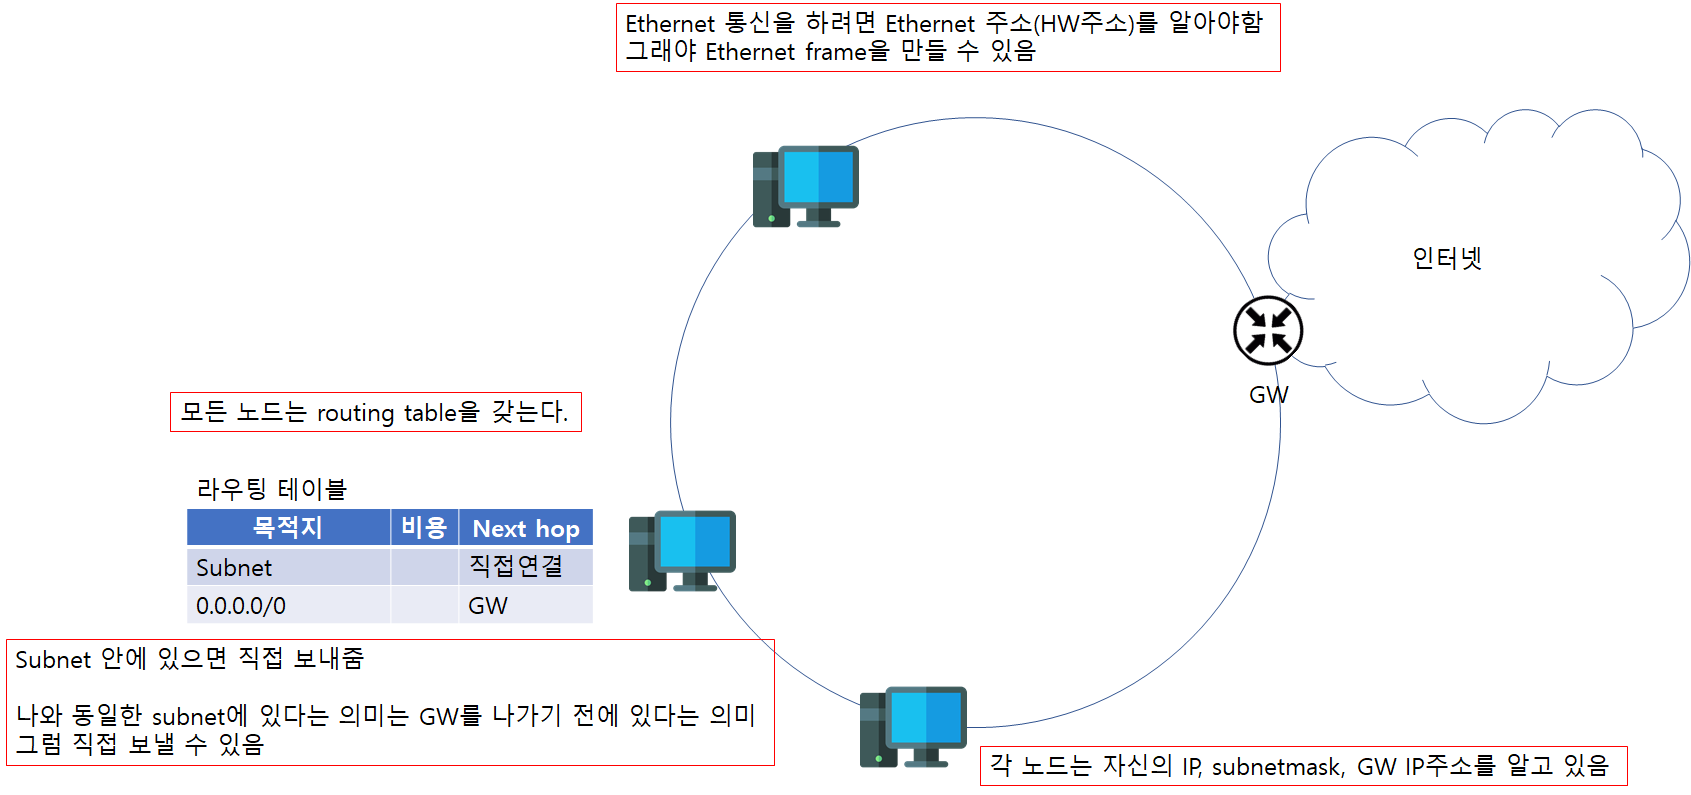 Ethernet 통신을 하려면 Ethernet 주소(HW주소)를 알아야함
그래야 Ethernet frame을 만들 수 있음
인터넷
GW
모든 노드는 routing table을 갖는다.
라우팅 테이블
목적지 비용 Next hop
Subnet 직접연결
0.0.0.0/0 GW
Subnet 안에 있으면 직접 보내줌
나와 동일한 subnet에 있다는 의미는 GW를 나가기 전에 있다는 의미
그럼 직접 보낼 수 있음
각 노드는 자신의 IP, subnetmask, GW IP주소를 알고 있음